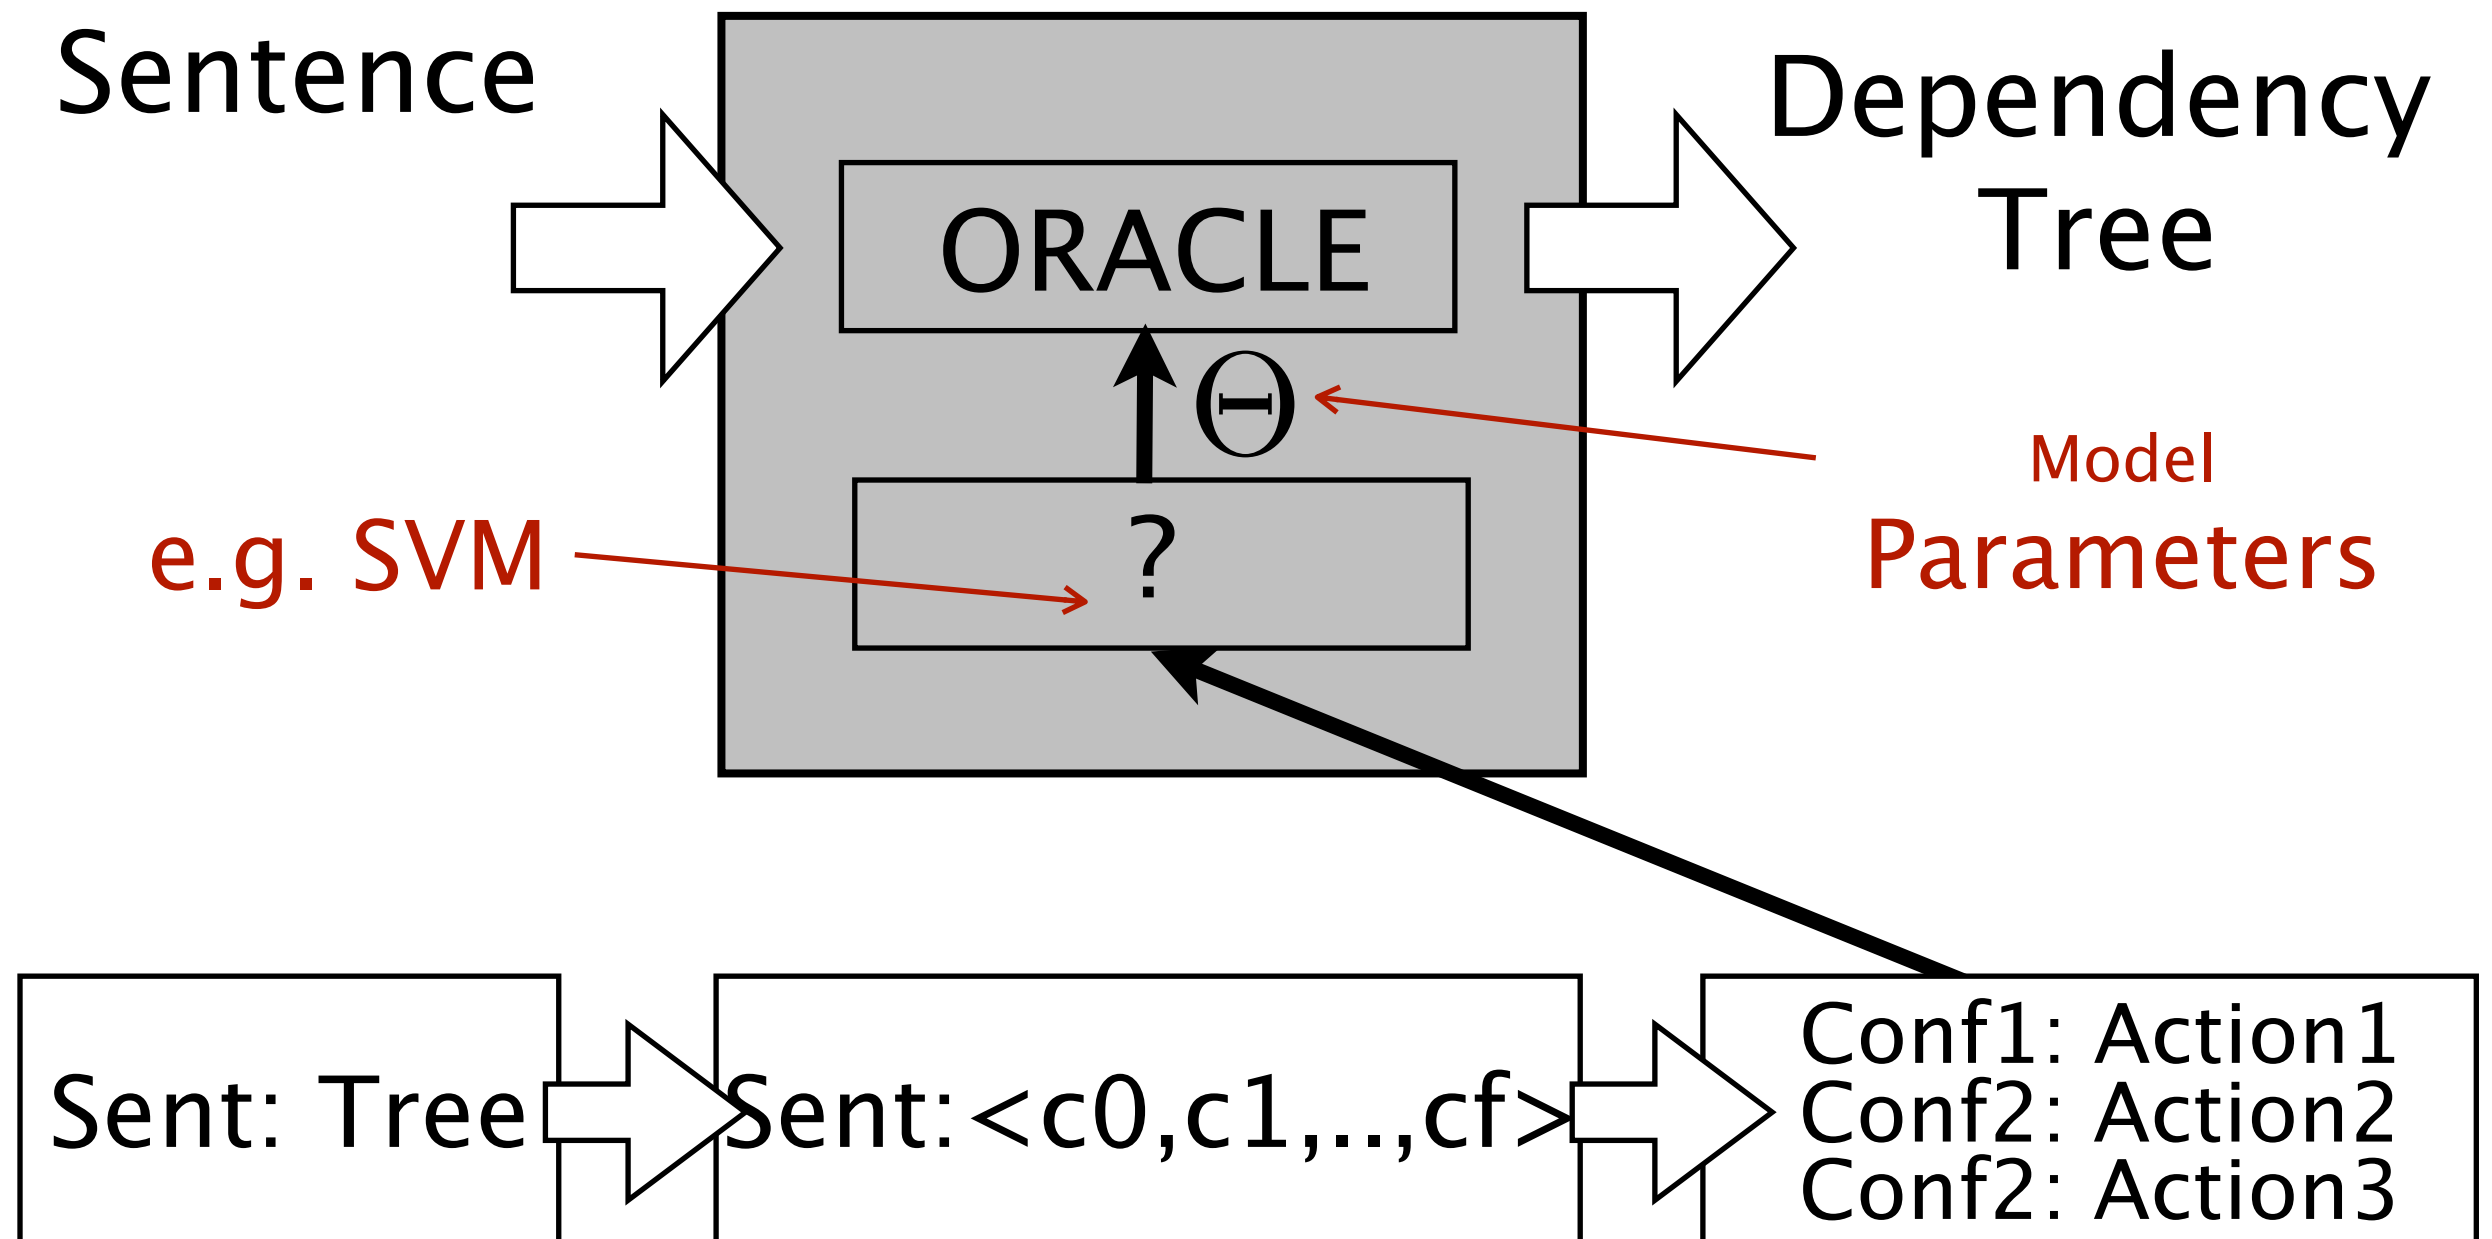 Sentence
Dependency
Tree
ORACLE
Θ
Model
Parameters
e.g. SVM
?
Sent: Tree
Sent:<c0,c1,..,cf>
Conf1: Action1
Conf2: Action2
Conf2: Action3